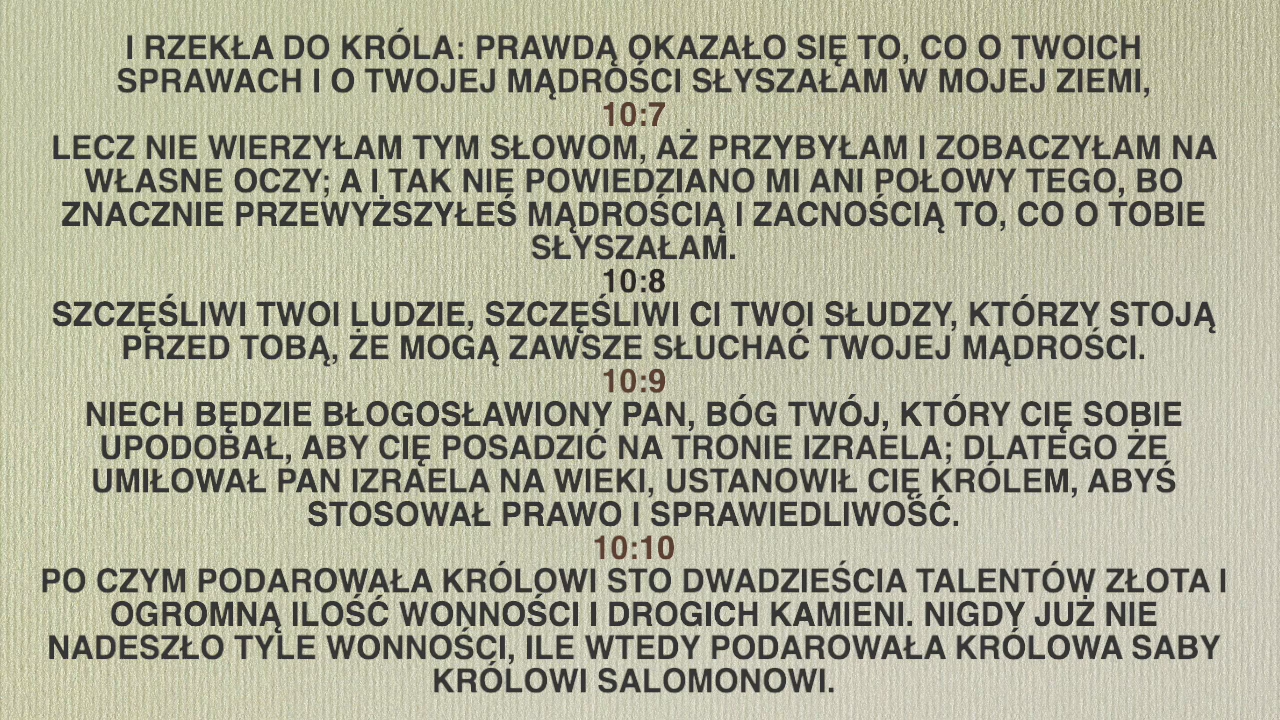 I RZEKŁA DO KRÓLA: PRAWDĄ OKAZAŁO SIĘ TO, CO O TWOICH
SPRAWACH I O TWOJEJ MĄDROŚCI SŁYSZAŁAM W MOJEJ ZIEMI,
10:7
LECZ NIE WIERZYŁAM TYM SŁOWOM, AŻ PRZYBYŁAM I ZOBACZYŁAM NA
WŁASNE OCZY; A I TAK NIE POWIEDZIANO MI ANI POŁOWY TEGO, BO
ZNACZNIE PRZEWYŻSZYŁEŚ MĄDROŚCIĄ I ZACNOŚCIĄ TO, CO O TOBIE
SŁYSZAŁAM.
10:8
SZCZĘŚLIWI TWOI LUDZIE, SZCZĘŚLIWI CI TWOI SŁUDZY, KTÓRZY STOJĄ
PRZED TOBĄ, ŻE MOGĄ ZAWSZE SŁUCHAĆ TWOJEJ MĄDROŚCI.
10:9
NIECH BĘDZIE BŁOGOSŁAWIONY PAN, BÓG TWÓJ, KTÓRY CIĘ SOBIE
UPODOBAŁ, ABY CIĘ POSADZIĆ NA TRONIE IZRAELA; DLATEGO ŻE
UMIŁOWAŁ PAN IZRAELA NA WIEKI, USTANOWIŁ CIĘ KRÓLEM, ABYŚ
STOSOWAŁ PRAWO I SPRAWIEDLIWOŚĆ.
10:10
PO CZYM PODAROWAŁA KRÓLOWI STO DWADZIEŚCIA TALENTÓW ZŁOTA I
OGROMNĄ ILOŚĆ WONNOŚCI I DROGICH KAMIENI. NIGDY JUŻ NIE
NADESZŁO TYLE WONNOŚCI, ILE WTEDY PODAROWAŁA KRÓLOWA SABY
KRÓLOWI SALOMONOWI.